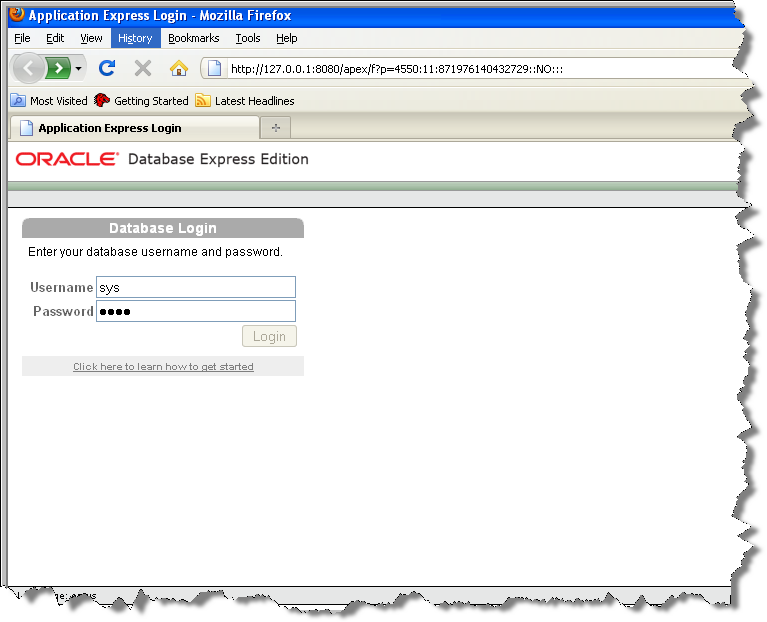 Application Express Login - Mozilla Firefox
File Edit View History Bookmarks Tools Help
http://127.0.0.1:8080/apex/f?p=4550:11:871976140432729::NO:::
Most Visited Getting Started Latest Headlines
Application Express Login
ORACLE Database Express Edition
Database Login
Enter your database username and password.
Username sys
Password ●●●●
Login
Click here to learn how to get started